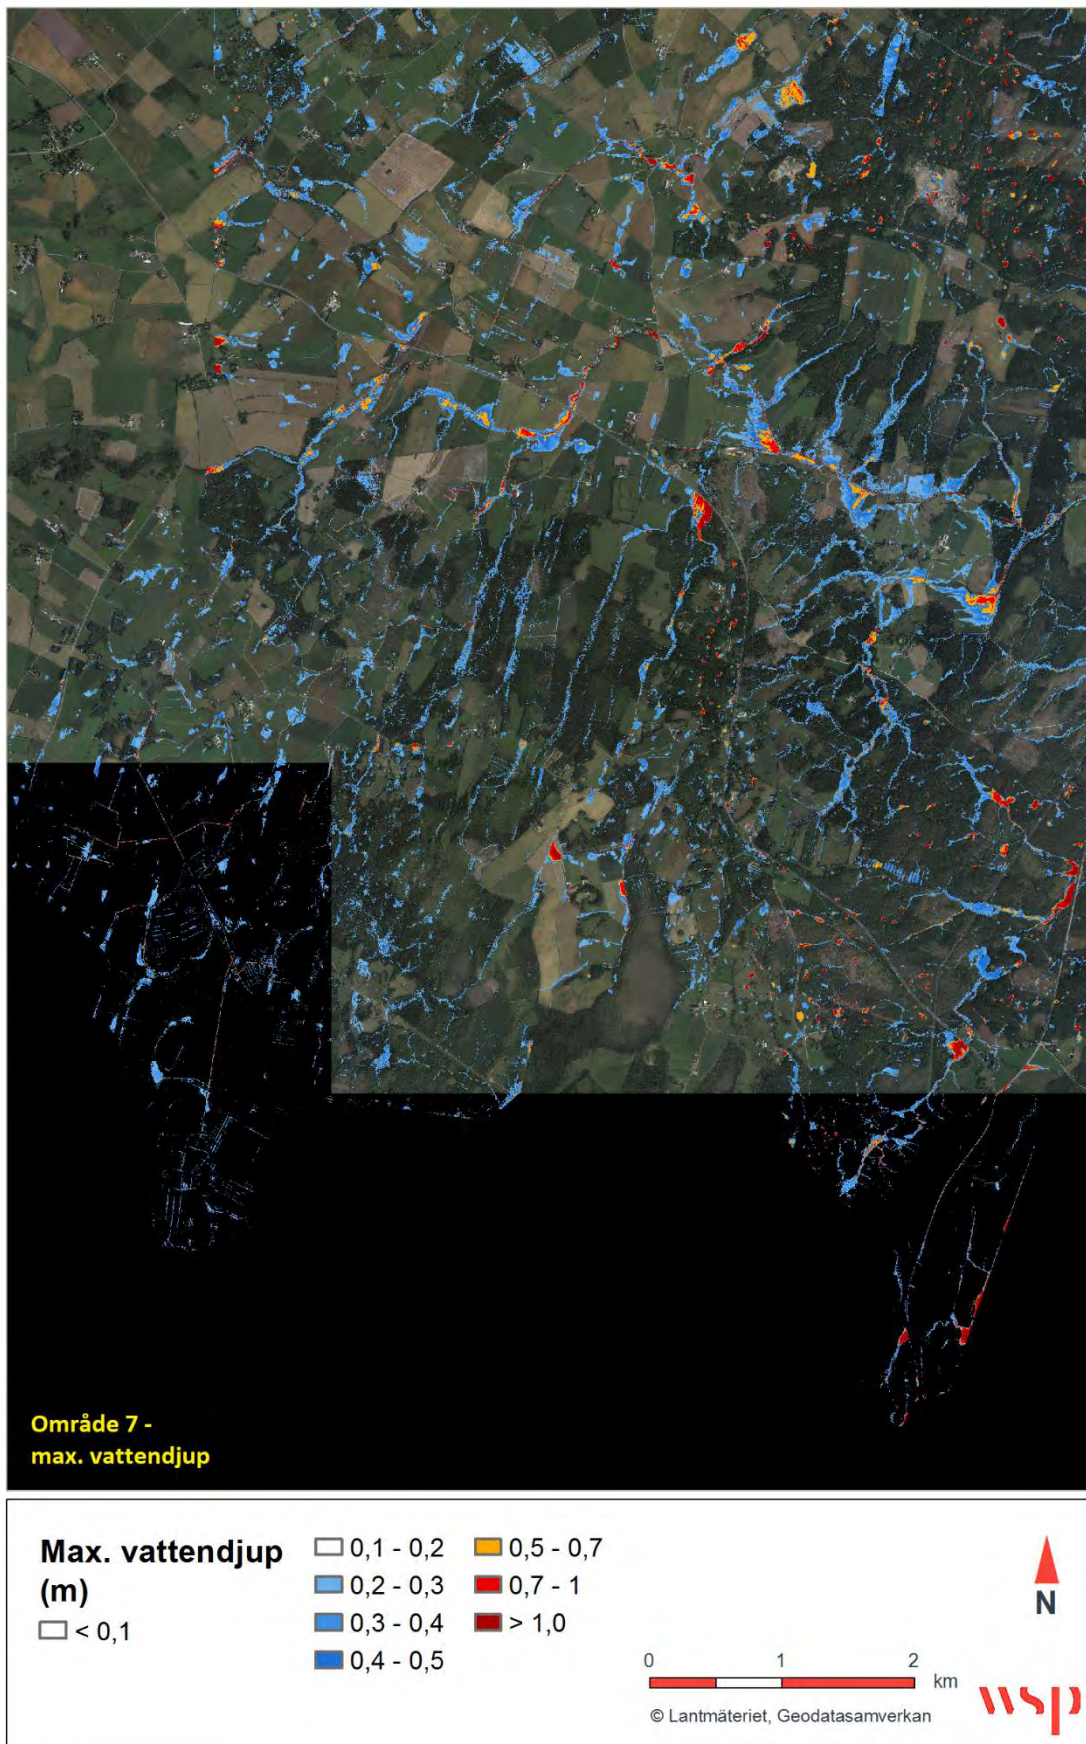 Område 7 -
max. vattendjup
Max. vattendjup
(m)
< 0,1
0,1 - 0,2
0,2 - 0,3
0,3 - 0,4
0,4 - 0,5
0,5 - 0,7
0,7 - 1
> 1,0
N
0 1 2
km
© Lantmäteriet, Geodatasamverkan
wsp